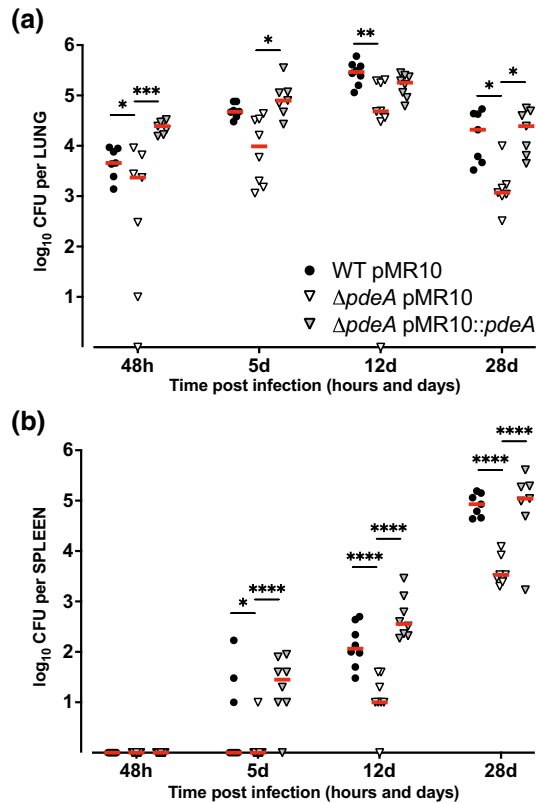 (a)
6
5
4
3
2
1
log10 CFU per LUNG
* *** * ** * *
WT pMR10
ΔpdeA pMR10
ΔpdeA pMR10::pdeA
48h 5d 12d 28d
Time post infection (hours and days)
(b)
6
5
4
3
2
1
log10 CFU per SPLEEN
* **** **** **** **** ****
48h 5d 12d 28d
Time post infection (hours and days)